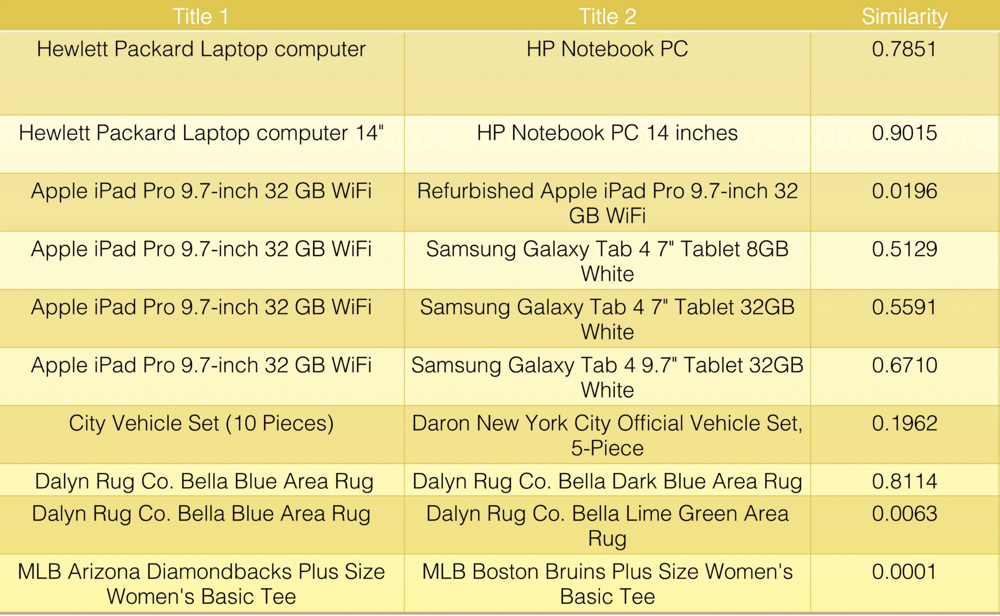 Title 1 Title 2 Similarity
Hewlett Packard Laptop computer HP Notebook PC 0.7851
Hewlett Packard Laptop computer 14" HP Notebook PC 14 inches 0.9015
Apple iPad Pro 9.7-inch 32 GB WiFi Refurbished Apple iPad Pro 9.7-inch 32 0.0196
GB WiFi
Apple iPad Pro 9.7-inch 32 GB WiFi Samsung Galaxy Tab 4 7" Tablet 8GB 0.5129
White
Apple iPad Pro 9.7-inch 32 GB WiFi Samsung Galaxy Tab 4 7" Tablet 32GB 0.5591
White
Apple iPad Pro 9.7-inch 32 GB WiFi Samsung Galaxy Tab 4 9.7" Tablet 32GB 0.6710
White
City Vehicle Set (10 Pieces) Daron New York City Official Vehicle Set, 0.1962
5-Piece
Dalyn Rug Co. Bella Blue Area Rug Dalyn Rug Co. Bella Dark Blue Area Rug 0.8114
Dalyn Rug Co. Bella Blue Area Rug Dalyn Rug Co. Bella Lime Green Area 0.0063
Rug
MLB Arizona Diamondbacks Plus Size MLB Boston Bruins Plus Size Women's 0.0001
Women's Basic Tee Basic Tee